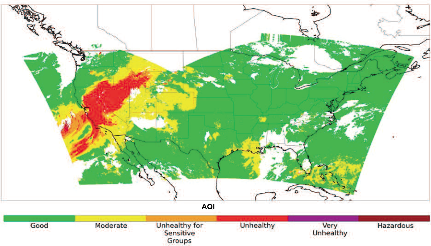 AQI
Good Moderate Unhealthy for Unhealthy Very Hazardous
Sensitive Unhealthy
Groups